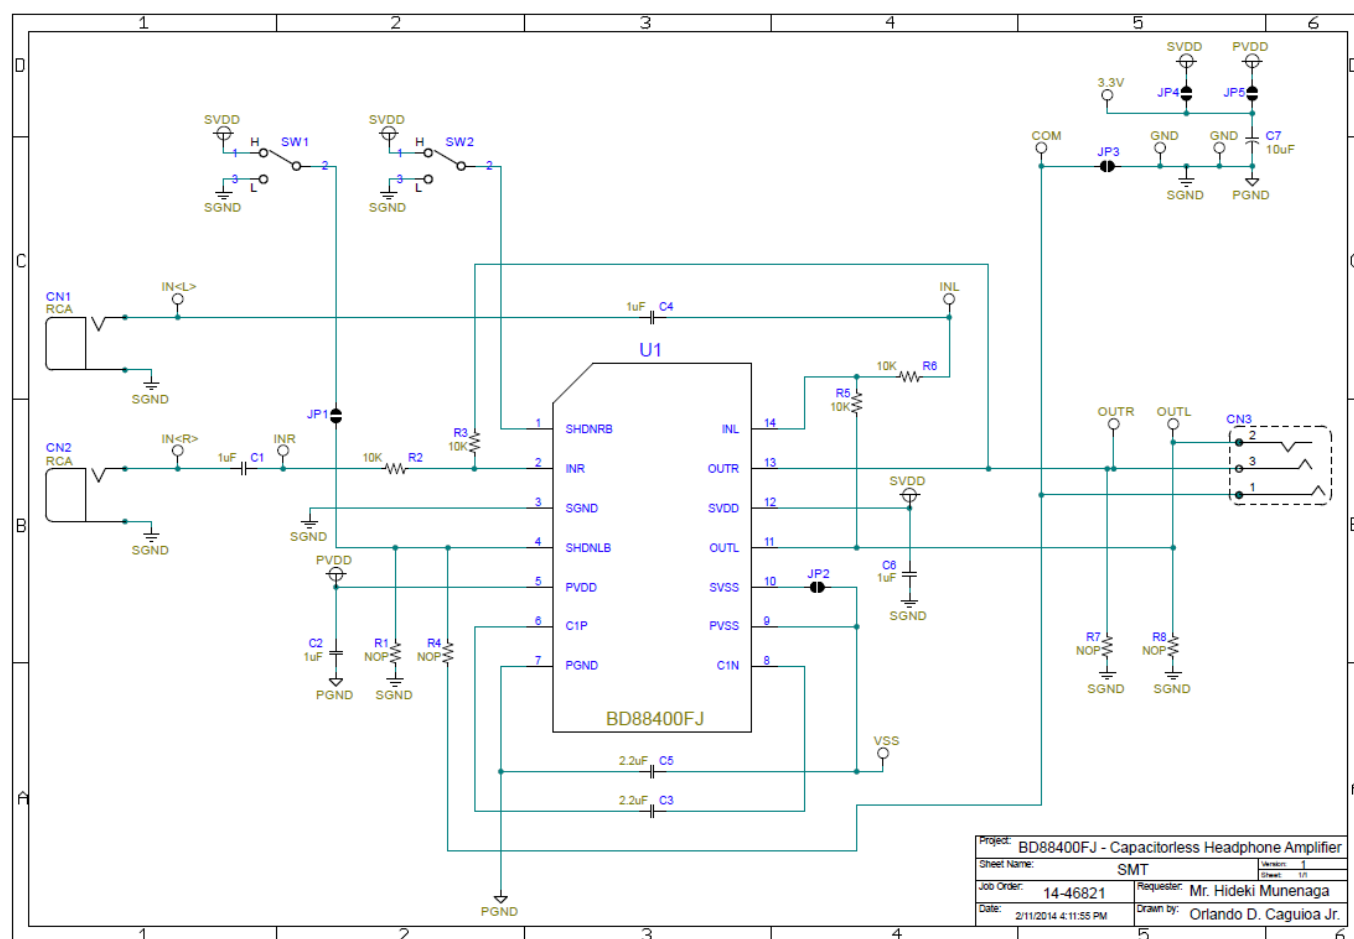 1 2 3 4 5 6
D
SVDD PVDD
3.3V
JP4 JP5
SVDD SVDD
H SW1 H SW2
1 2 1 2
3 3
L L
SGND SGND
COM GND GND C7
10uF
JP3
SGND PGND
C C
CN1
RCA
IN<L>
1uF C4
INL
SGND
U1
10K R6
R5
10K
JP1
CN2
RCA
IN<R> INR
1uF C1
10K R2
R3
10K
SGND
OUTR OUTL
CN3
2
3
1
1 SHDNRB INL 14
2 INR OUTR 13
3 SGND SVDD 12
4 SHDNLB OUTL 11
5 PVDD SVSS 10
6 C1P PVSS 9
7 PGND C1N 8
BD88400FJ
B
SGND
SVDD
C6
1uF
SGND
JP2
PVDD
C2
1uF
PGND
R1
NOP
SGND
R4
NOP
R7
NOP
SGND
R8
NOP
SGND
VSS
2.2uF C5
2.2uF C3
A
PGND
Project: BD88400FJ - Capacitorless Headphone Amplifier
Sheet Name: SMT Version: 1
Sheet: 1/1
Job Order: 14-46821 Requester: Mr. Hideki Munenaga
Date: 2/11/2014 4:11:55 PM Drawn by: Orlando D. Caguioa Jr.
1 2 3 4 5 6